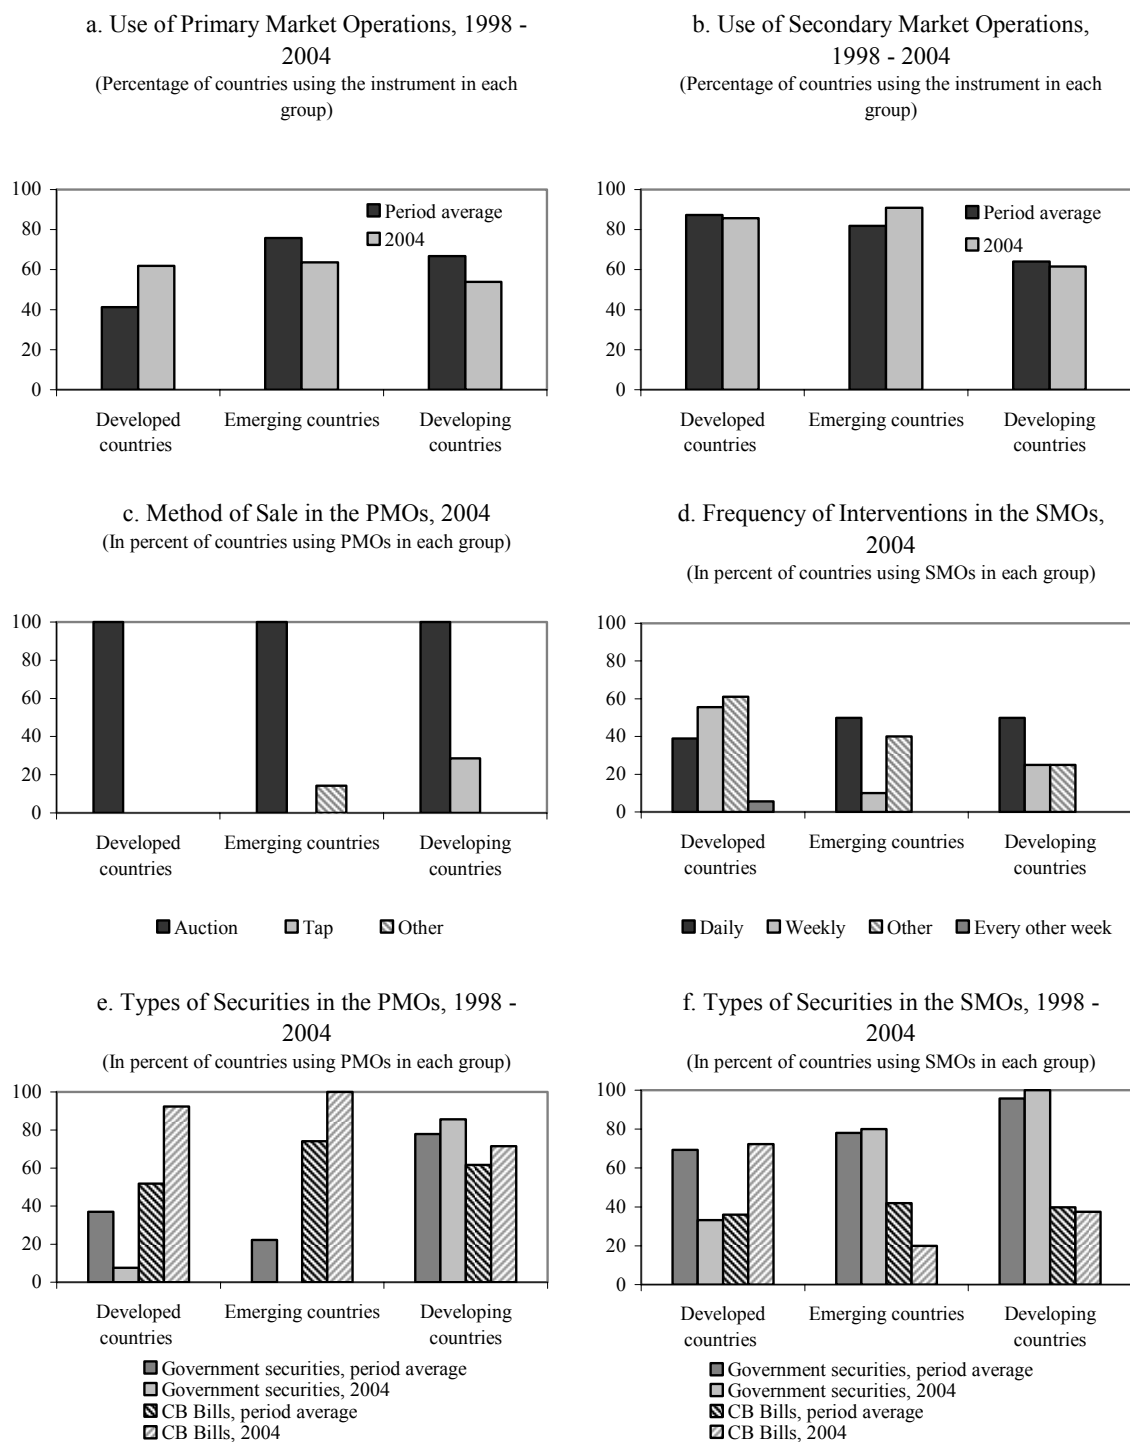 a. Use of Primary Market Operations, 1998 -
2004
(Percentage of countries using the instrument in each
group)
100
80
60
40
20
0
Period average
2004
Developed
countries
Emerging countries
Developing
countries
b. Use of Secondary Market Operations,
1998 - 2004
(Percentage of countries using the instrument in each
group)
100
80
60
40
20
0
Period average
2004
Developed
countries
Emerging countries
Developing
countries
c. Method of Sale in the PMOs, 2004
(In percent of countries using PMOs in each group)
100
80
60
40
20
0
Developed
countries
Emerging countries
Developing
countries
Auction
Tap
Other
d. Frequency of Interventions in the SMOs,
2004
(In percent of countries using SMOs in each group)
100
80
60
40
20
0
Developed
countries
Emerging countries
Developing
countries
Daily
Weekly
Other
Every other week
e. Types of Securities in the PMOs, 1998 -
2004
(In percent of countries using PMOs in each group)
100
80
60
40
20
0
Developed
countries
Emerging countries
Developing
countries
Government securities, period average
Government securities, 2004
CB Bills, period average
CB Bills, 2004
f. Types of Securities in the SMOs, 1998 -
2004
(In percent of countries using SMOs in each group)
100
80
60
40
20
0
Developed
countries
Emerging countries
Developing
countries
Government securities, period average
Government securities, 2004
CB Bills, period average
CB Bills, 2004